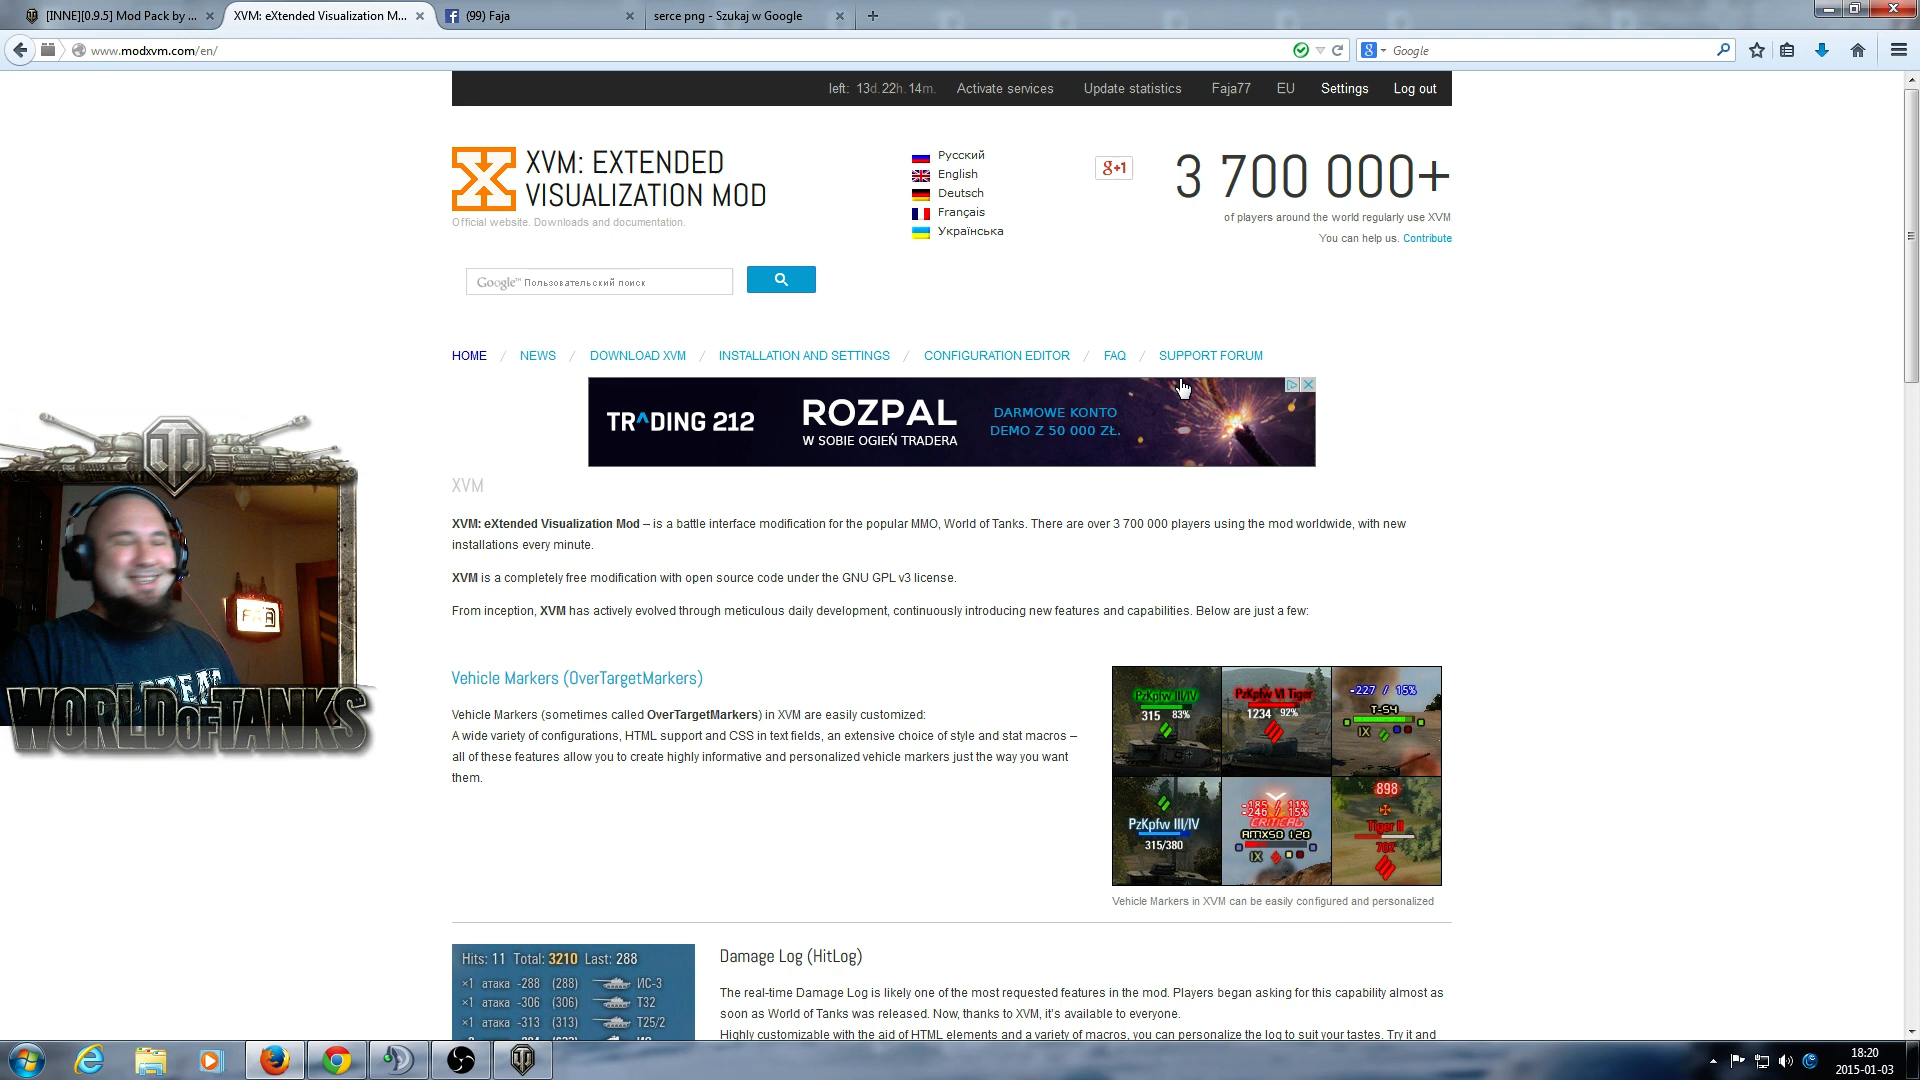 [INNE][0.9.5] Mod Pack by ...
XVM: eXtended Visualization M...
(99) Faja
serce png - Szukaj w Google
www.modxvm.com/en/
Google
left: 13d.22h.14m.
Activate services
Update statistics
Faja77
EU
Settings
Log out
XVM: EXTENDED
VISUALIZATION MOD
Official website. Downloads and documentation.
Русский
English
Deutsch
Français
Українська
g+1
3 700 000+
of players around the world regularly use XVM
You can help us. Contribute
Google™ Пользовательский поиск
HOME / NEWS / DOWNLOAD XVM / INSTALLATION AND SETTINGS / CONFIGURATION EDITOR / FAQ / SUPPORT FORUM
TRADING 212
ROZPAL
W SOBIE OGIEŃ TRADERA
DARMOWE KONTO
DEMO Z 50 000 ZŁ.
XVM
XVM: eXtended Visualization Mod – is a battle interface modification for the popular MMO, World of Tanks. There are over 3 700 000 players using the mod worldwide, with new
installations every minute.
XVM is a completely free modification with open source code under the GNU GPL v3 license.
From inception, XVM has actively evolved through meticulous daily development, continuously introducing new features and capabilities. Below are just a few:
FAJA
WORLD OF TANKS
Vehicle Markers (OverTargetMarkers)
Vehicle Markers (sometimes called OverTargetMarkers) in XVM are easily customized:
A wide variety of configurations, HTML support and CSS in text fields, an extensive choice of style and stat macros –
all of these features allow you to create highly informative and personalized vehicle markers just the way you want
them.
PzKpfw III/IV
315 83%
PzKpfw VI Tiger
1234 92%
-227 / 15%
T-54
IX
PzKpfw III/IV
315/380
-185 / 11%
-246 / 15%
CRITICAL
AMX50 120
IX
898
Tiger II
702
Vehicle Markers in XVM can be easily configured and personalized
Hits: 11 Total: 3210 Last: 288
×1 атака -288 (288) ИС-3
×1 атака -306 (306) T32
×1 атака -313 (313) T25/2
Damage Log (HitLog)
The real-time Damage Log is likely one of the most requested features in the mod. Players began asking for this capability almost as
soon as World of Tanks was released. Now, thanks to XVM, it's available to everyone.
Highly customizable with the aid of HTML elements and a variety of macros, you can personalize the log to suit your tastes. Try it and
18:20
2015-01-03